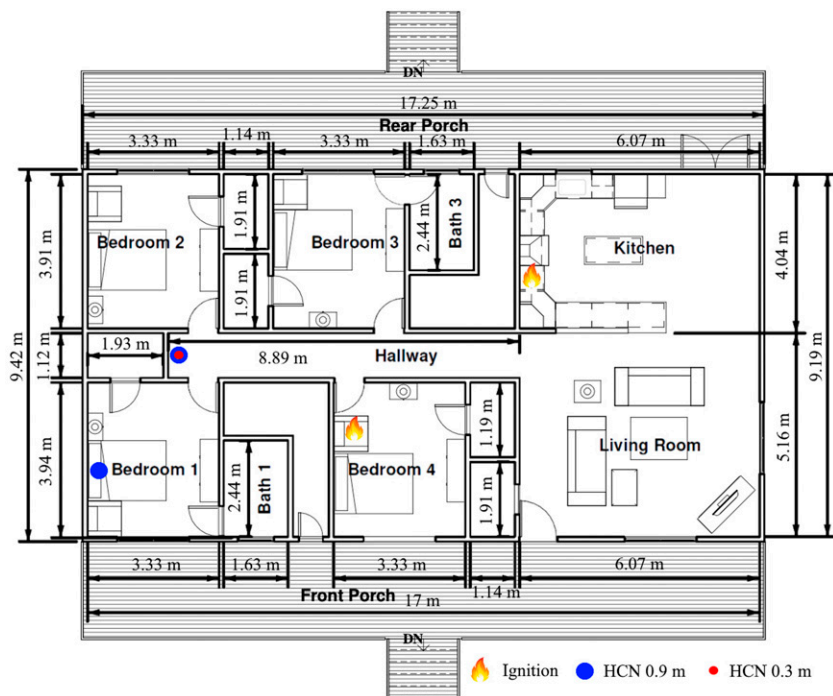 DN
17.25 m
Rear Porch
3.33 m
1.14 m
3.33 m
1.63 m
6.07 m
9.42 m
3.91 m
Bedroom 2
1.91 m
1.91 m
Bedroom 3
2.44 m
Bath 3
Kitchen
4.04 m
9.19 m
1.12 m
1.93 m
8.89 m
Hallway
3.94 m
Bedroom 1
2.44 m
Bath 1
Bedroom 4
1.19 m
1.91 m
Living Room
5.16 m
3.33 m
1.63 m
3.33 m
1.14 m
6.07 m
Front Porch
17 m
DN
Ignition
HCN 0.9 m
HCN 0.3 m